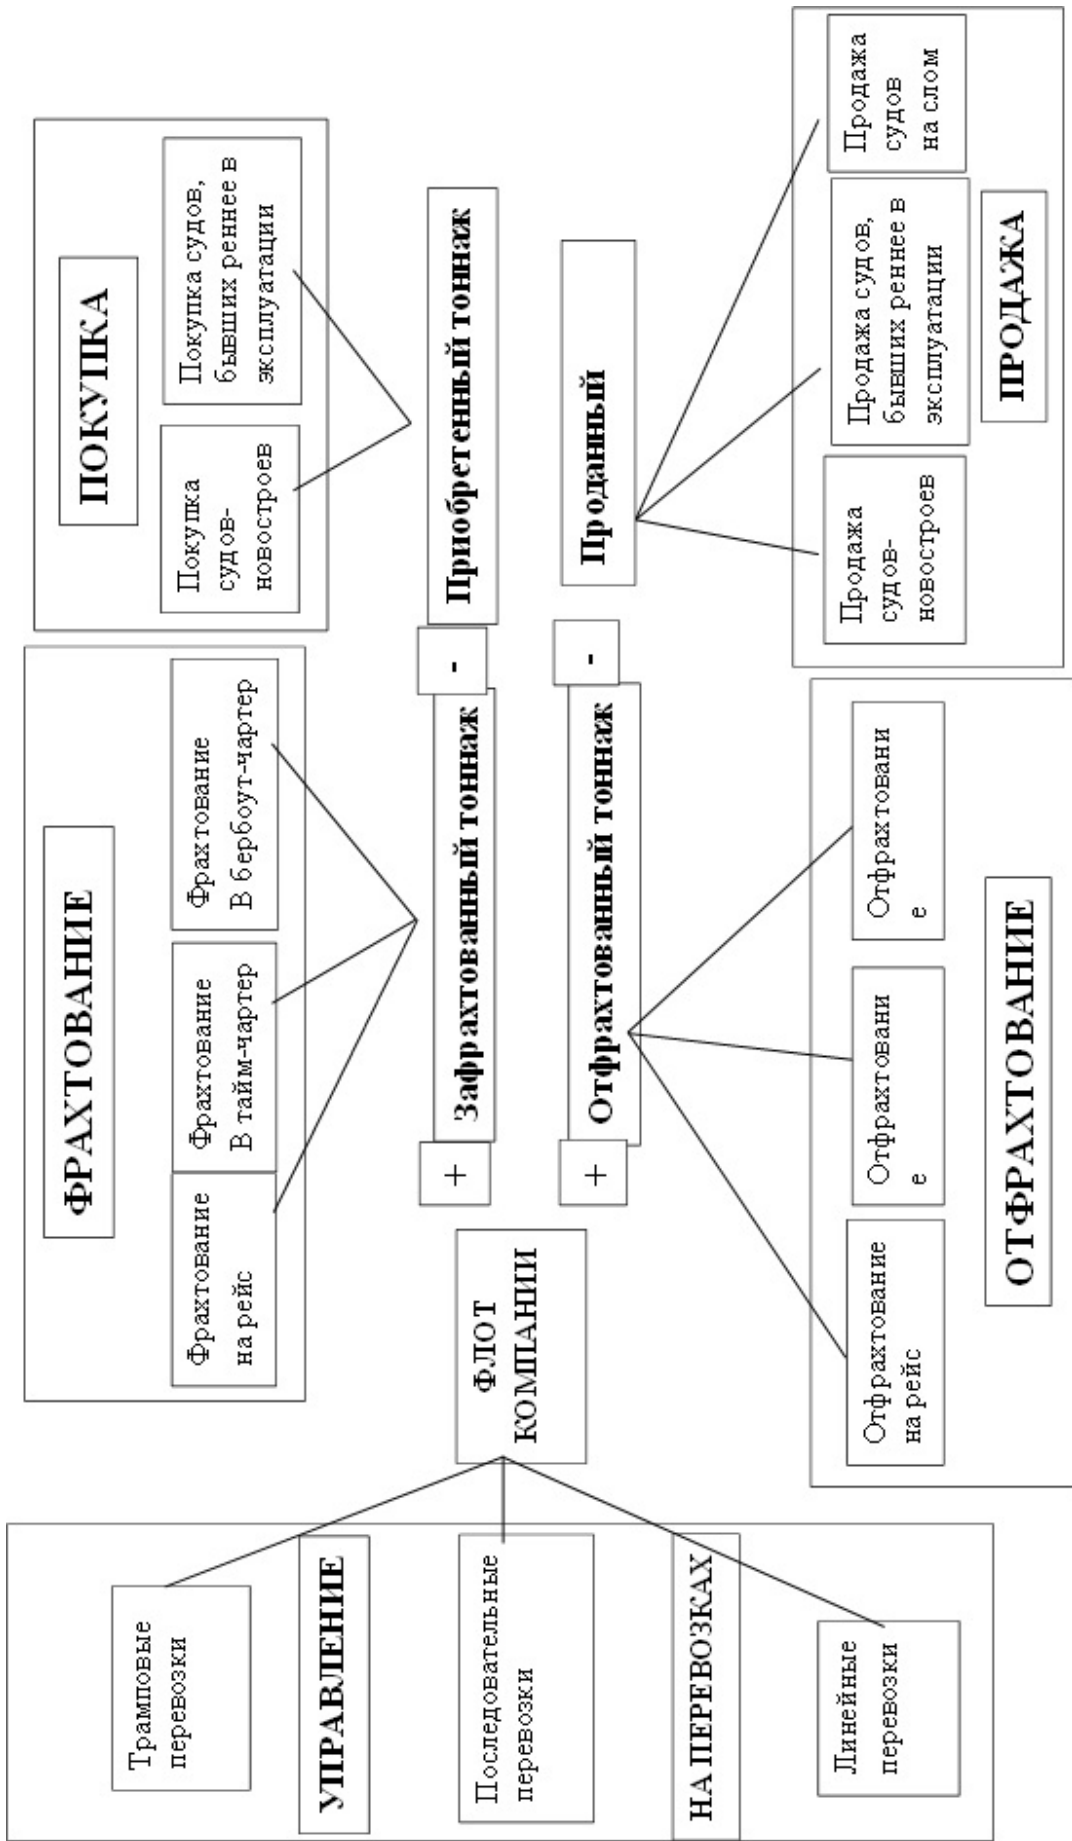 ФРАХТОВАНИЕ
Фрахтование
на рейс
Фрахтование
В тайм-чартер
Фрахтование
В бербоут-чартер
ПОКУПКА
Покупка
судов-
новостроев
Покупка судов,
бывших реннее в
эксплуатации
Трамповые
перевозки
УПРАВЛЕНИЕ
Последовательные
перевозки
НА ПЕРЕВОЗКАХ
Линейные
перевозки
ФЛОТ
КОМПАНИИ
+
Зафрахтованный тоннаж
-
Приобретенный тоннаж
+
Отфрахтованный тоннаж
-
Проданный
Отфрахтование
на рейс
Отфрахтовани
е
Отфрахтовани
е
ОТФРАХТОВАНИЕ
Продажа
судов-
новостроев
Продажа судов,
бывших реннее в
эксплуатации
Продажа
судов
на слом
ПРОДАЖА